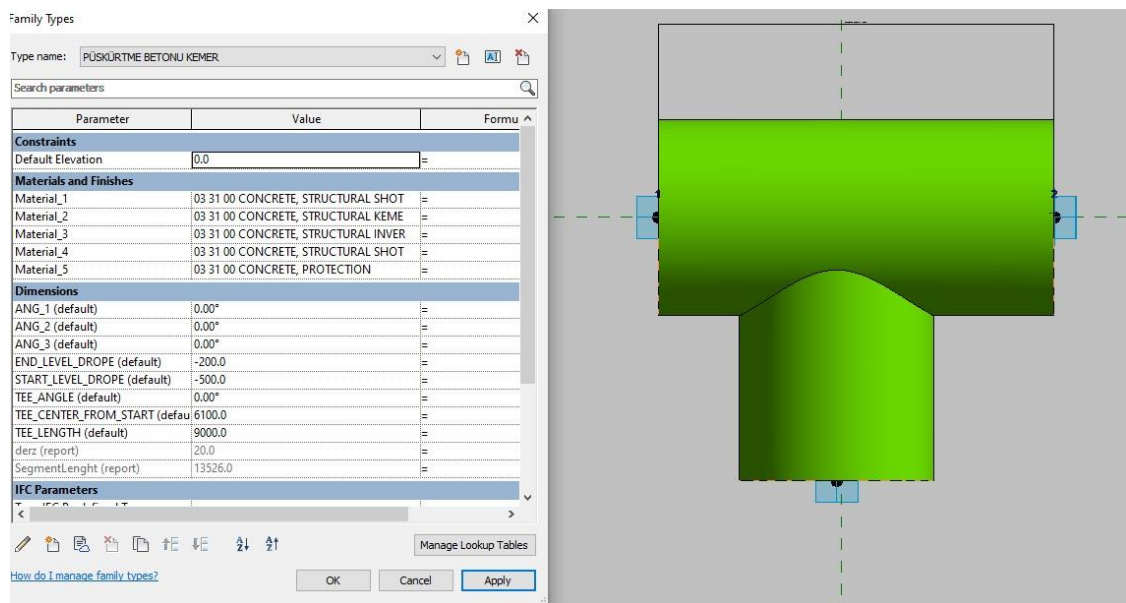 Family Types
Type name: PÜSKÜRTME BETONU KEMER
Search parameters
Parameter Value Formu
Constraints
Default Elevation 0.0 =
Materials and Finishes
Material_1 03 31 00 CONCRETE, STRUCTURAL SHOT =
Material_2 03 31 00 CONCRETE, STRUCTURAL KEME =
Material_3 03 31 00 CONCRETE, STRUCTURAL INVER =
Material_4 03 31 00 CONCRETE, STRUCTURAL SHOT =
Material_5 03 31 00 CONCRETE, PROTECTION =
Dimensions
ANG_1 (default) 0.00° =
ANG_2 (default) 0.00° =
ANG_3 (default) 0.00° =
END_LEVEL_DROPE (default) -200.0 =
START_LEVEL_DROPE (default) -500.0 =
TEE_ANGLE (default) 0.00° =
TEE_CENTER_FROM_START (defau 6100.0 =
TEE_LENGTH (default) 9000.0 =
derz (report) 20.0 =
SegmentLenght (report) 13526.0 =
IFC Parameters
Manage Lookup Tables
How do I manage family types?
OK Cancel Apply
1
2